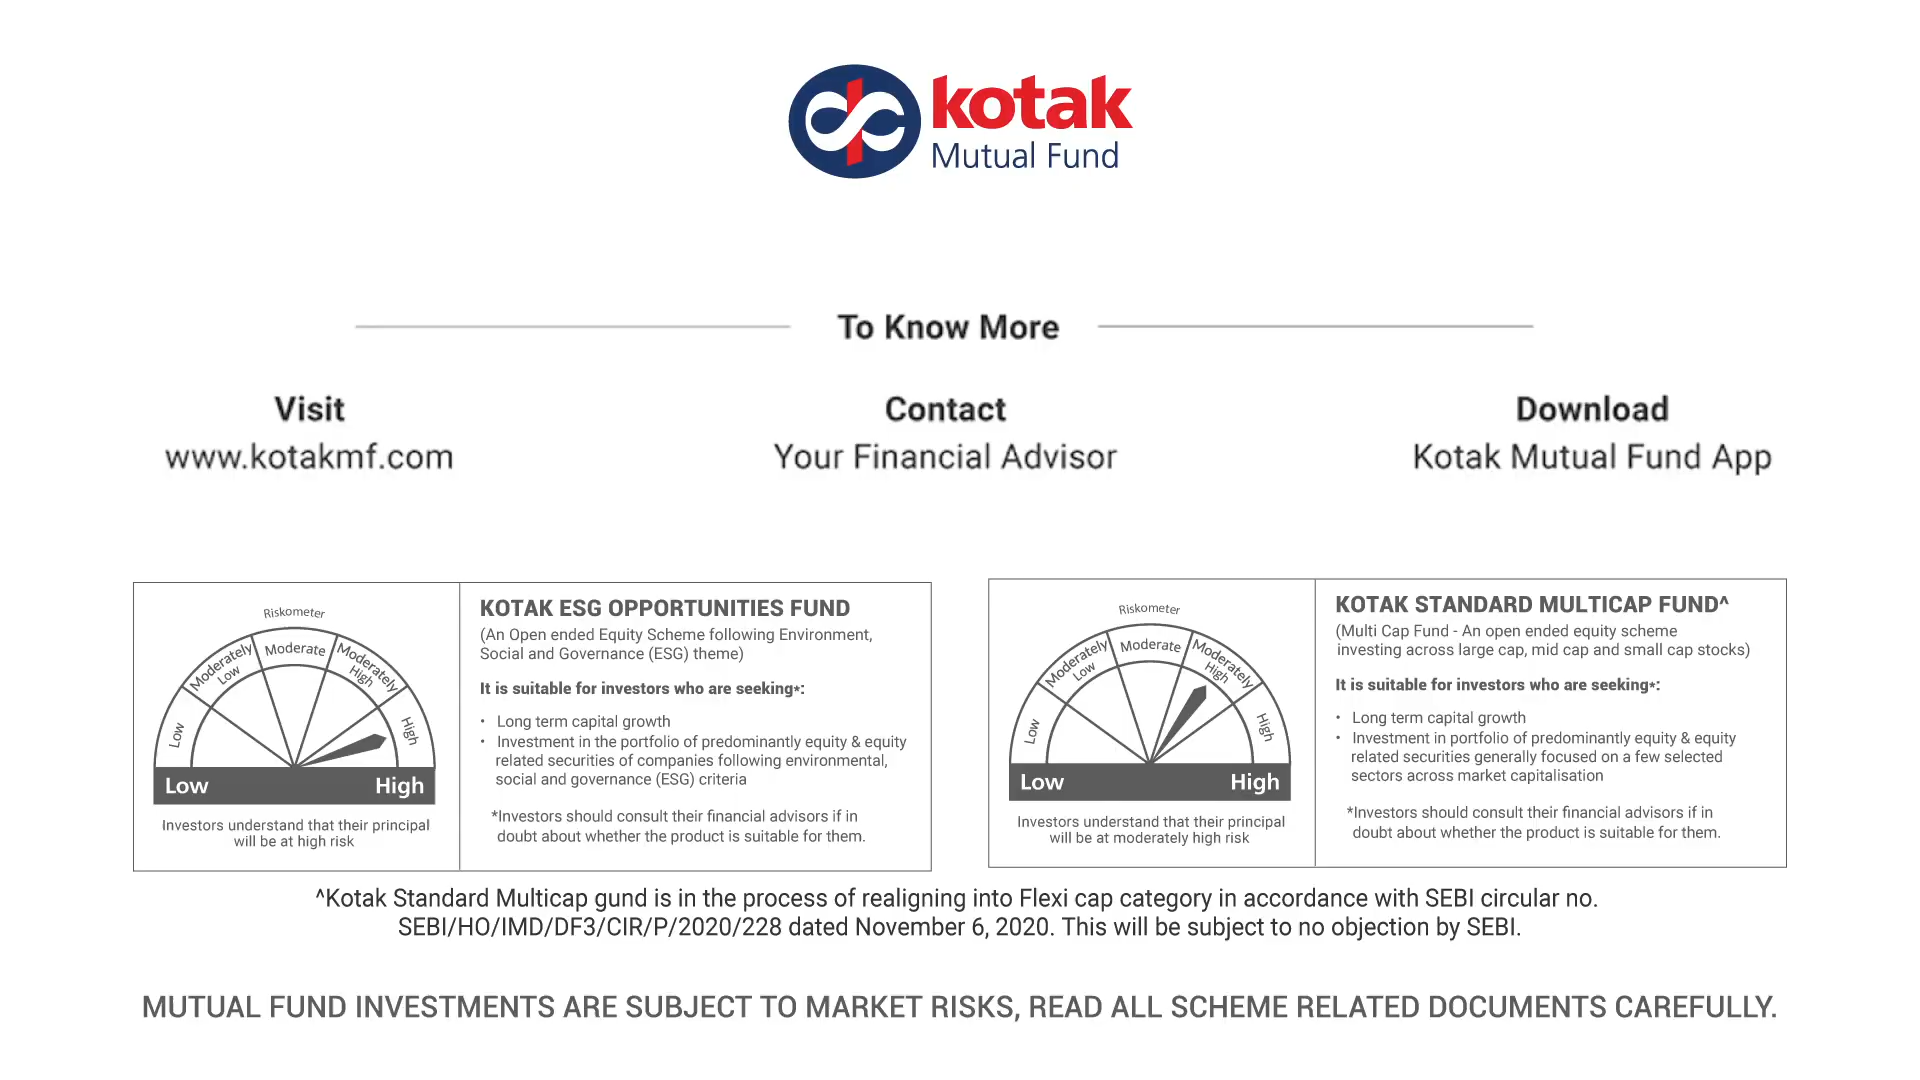 kotak
Mutual Fund
To Know More
Visit
www.kotakmf.com
Contact
Your Financial Advisor
Download
Kotak Mutual Fund App
Riskometer
Low
Moderately Low
Moderate
Moderately High
High
Low High
Investors understand that their principal
will be at high risk
KOTAK ESG OPPORTUNITIES FUND
(An Open ended Equity Scheme following Environment,
Social and Governance (ESG) theme)
It is suitable for investors who are seeking*:
• Long term capital growth
• Investment in the portfolio of predominantly equity & equity
related securities of companies following environmental,
social and governance (ESG) criteria
*Investors should consult their financial advisors if in
doubt about whether the product is suitable for them.
Riskometer
Low
Moderately Low
Moderate
Moderately High
High
Low High
Investors understand that their principal
will be at moderately high risk
KOTAK STANDARD MULTICAP FUND^
(Multi Cap Fund - An open ended equity scheme
investing across large cap, mid cap and small cap stocks)
It is suitable for investors who are seeking*:
• Long term capital growth
• Investment in portfolio of predominantly equity & equity
related securities generally focused on a few selected
sectors across market capitalisation
*Investors should consult their financial advisors if in
doubt about whether the product is suitable for them.
^Kotak Standard Multicap gund is in the process of realigning into Flexi cap category in accordance with SEBI circular no.
SEBI/HO/IMD/DF3/CIR/P/2020/228 dated November 6, 2020. This will be subject to no objection by SEBI.
MUTUAL FUND INVESTMENTS ARE SUBJECT TO MARKET RISKS, READ ALL SCHEME RELATED DOCUMENTS CAREFULLY.